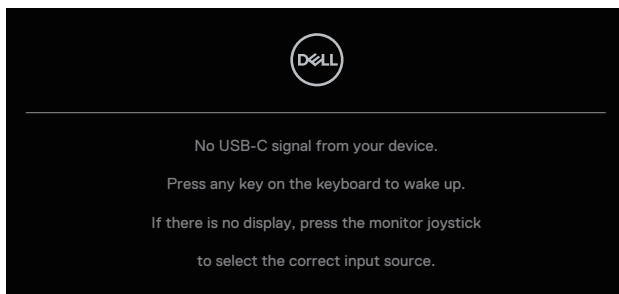 DELL
No USB-C signal from your device.
Press any key on the keyboard to wake up.
If there is no display, press the monitor joystick
to select the correct input source.